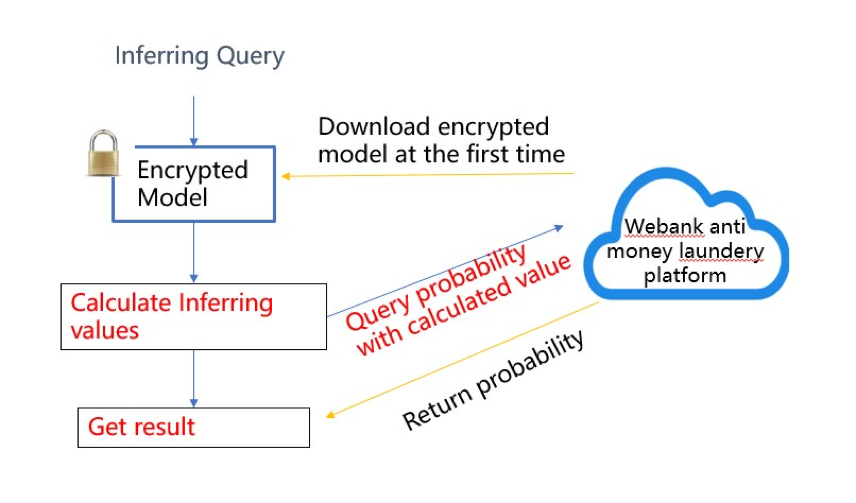 Inferring Query
Download encrypted
model at the first time
Encrypted
Model
Webank anti
money laundery
platform
Query probability
with calculated value
Calculate Inferring
values
Return probability
Get result